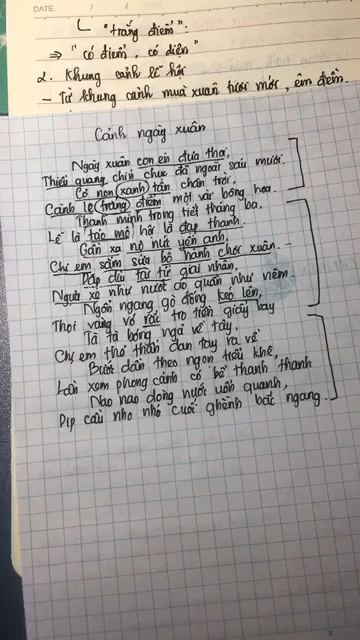 DATE. / /
"trắng điểm":
⇒ "có điểm, có diện"
2. Khung cảnh lễ hội
- Từ khung cảnh mùa xuân tươi mới, êm đềm.
Cảnh ngày xuân
Ngày xuân con én đưa thoi,
Thiều quang chín chục đã ngoài sáu mươi.
Cỏ non (xanh) tận chân trời,
Cành lê (trắng) điểm một vài bông hoa.
Thanh minh trong tiết tháng ba,
Lễ là tảo mộ, hội là đạp thanh.
Gần xa nô nức yến anh,
Chị em sắm sửa bộ hành chơi xuân.
Dập dìu tài tử giai nhân,
Ngựa xe như nước áo quần như nêm.
Ngổn ngang gò đống kéo lên,
Thoi vàng vó rắc tro tiền giấy bay
Tà tà bóng ngả về tây,
Chị em thơ thẩn dan tay ra về
Bước dần theo ngọn tiểu khê,
Lần xem phong cảnh có bề thanh thanh
Nao nao dòng nước uốn quanh,
Dịp cầu nho nhỏ cuối ghềnh bắc ngang.